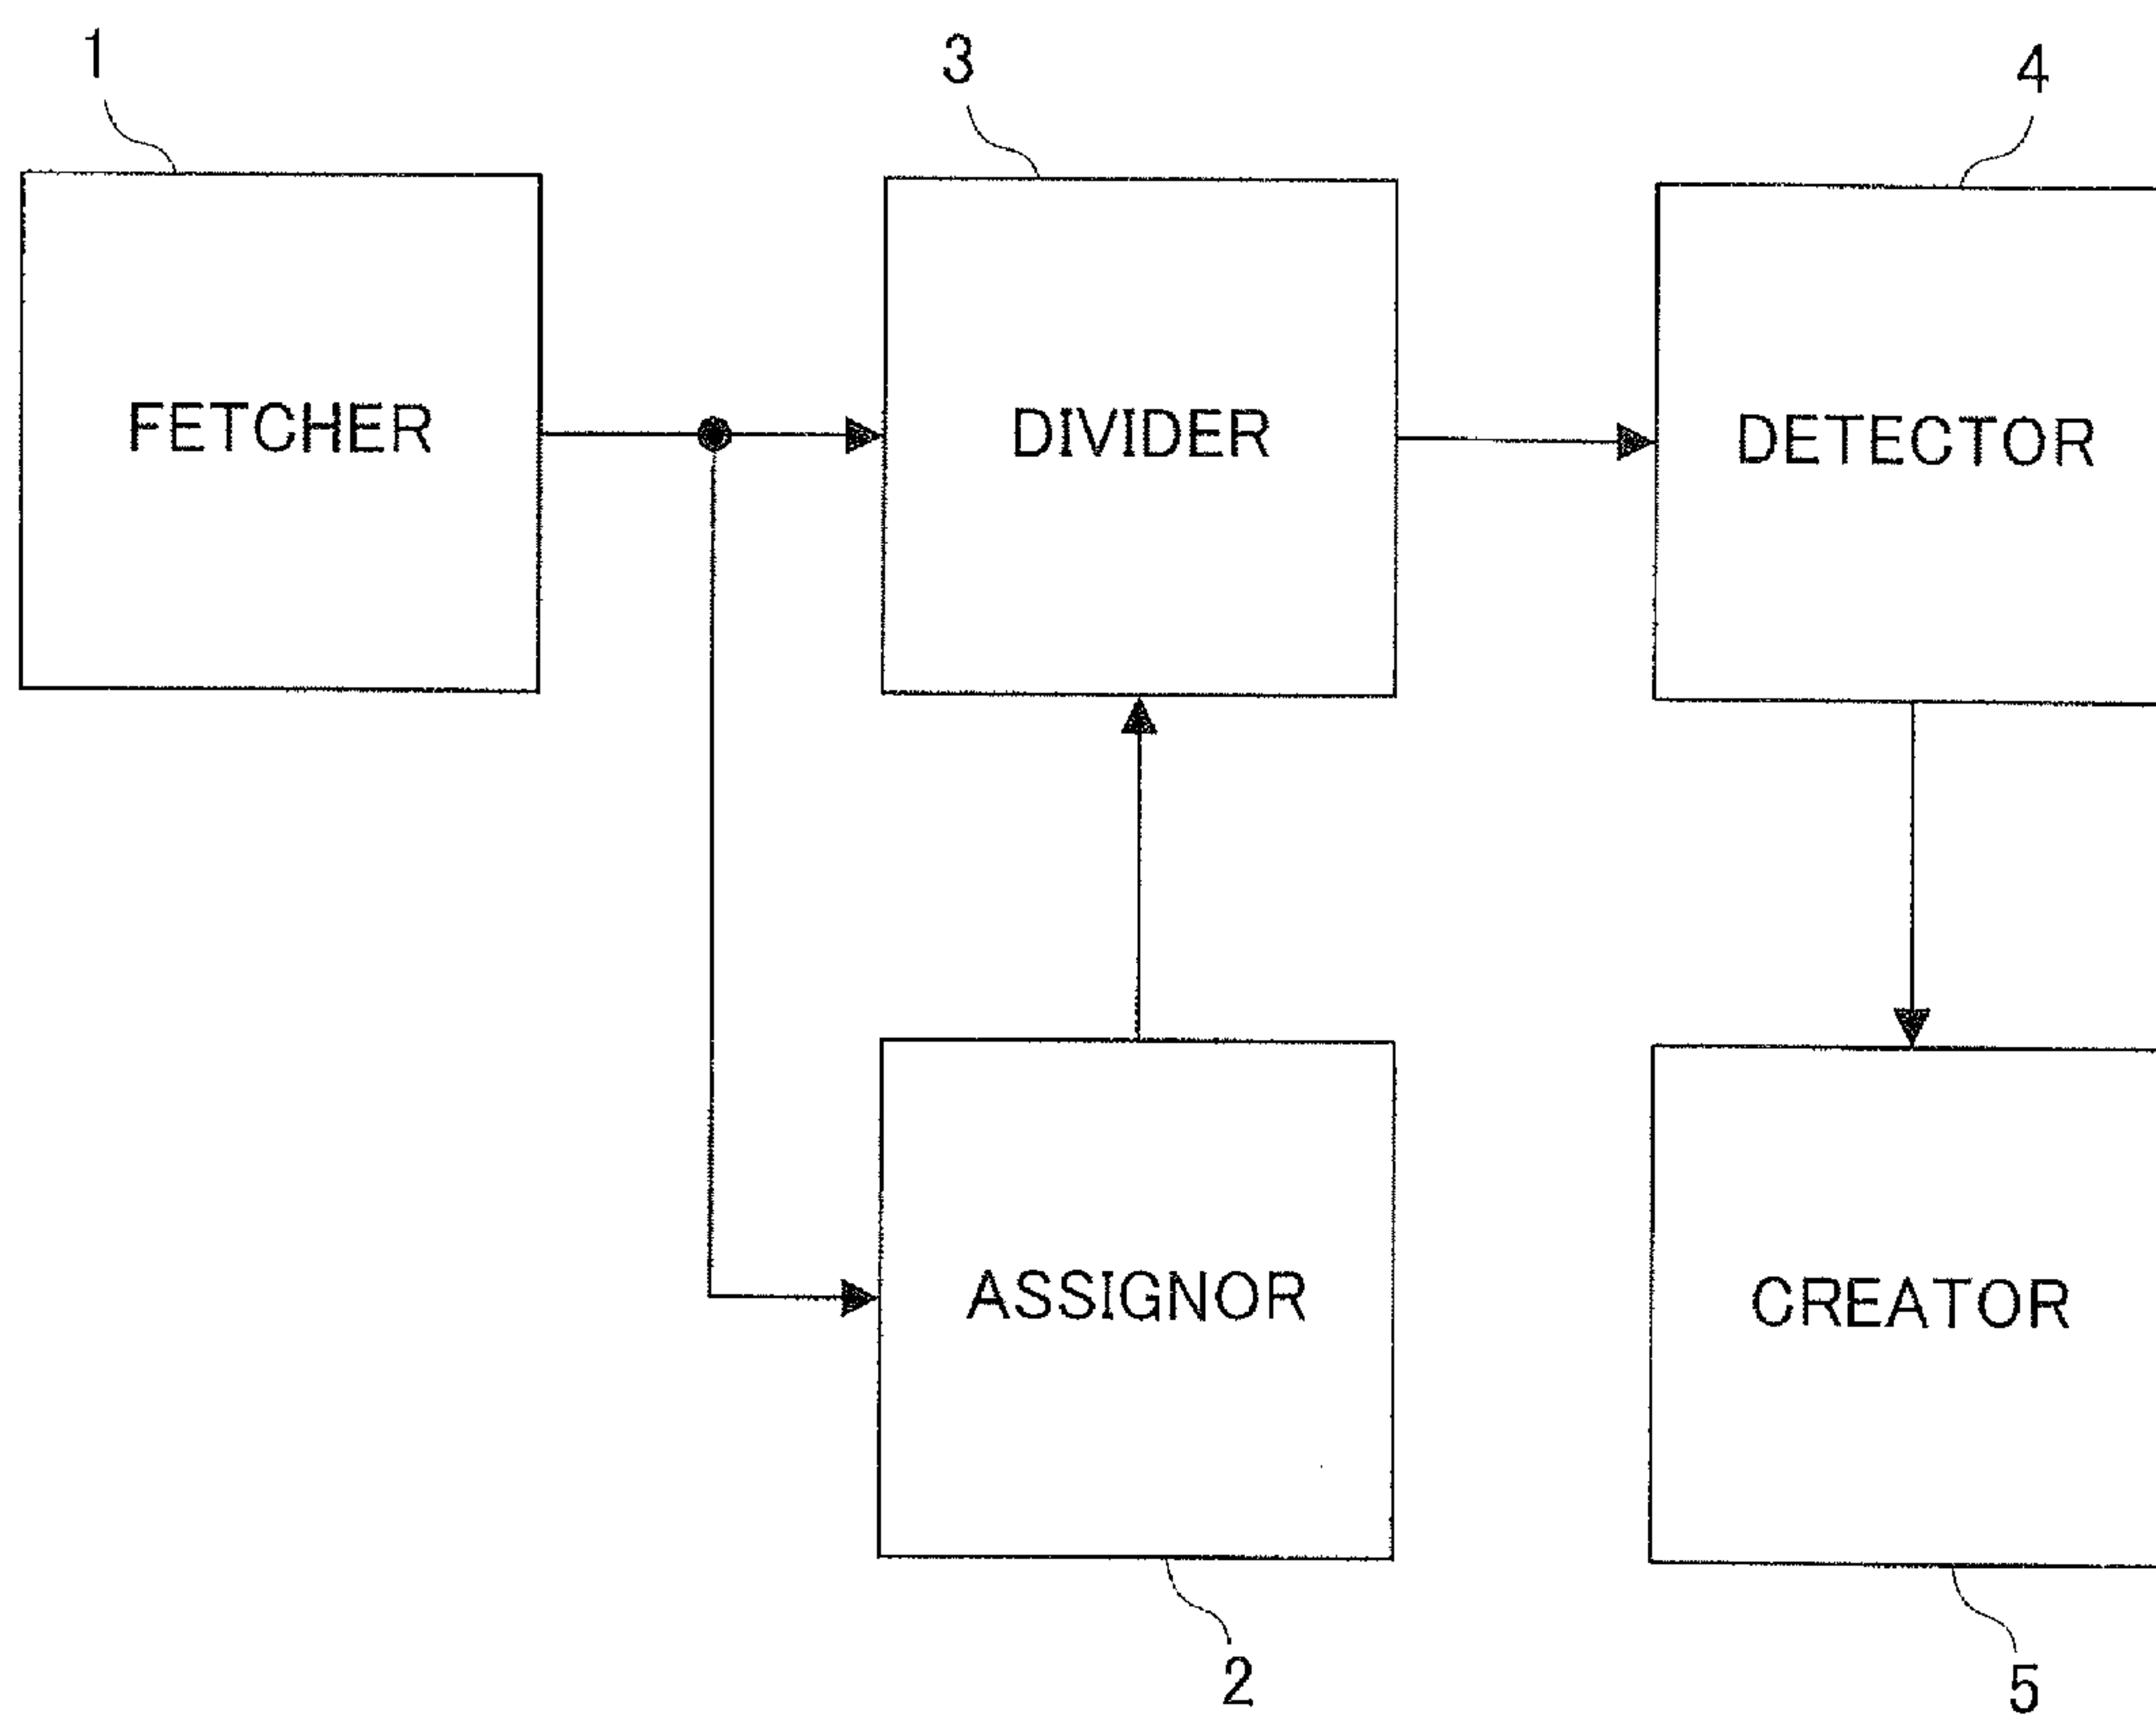 1
3
4
FETCHER
DIVIDER
DETECTOR
ASSIGNOR
CREATOR
2
5